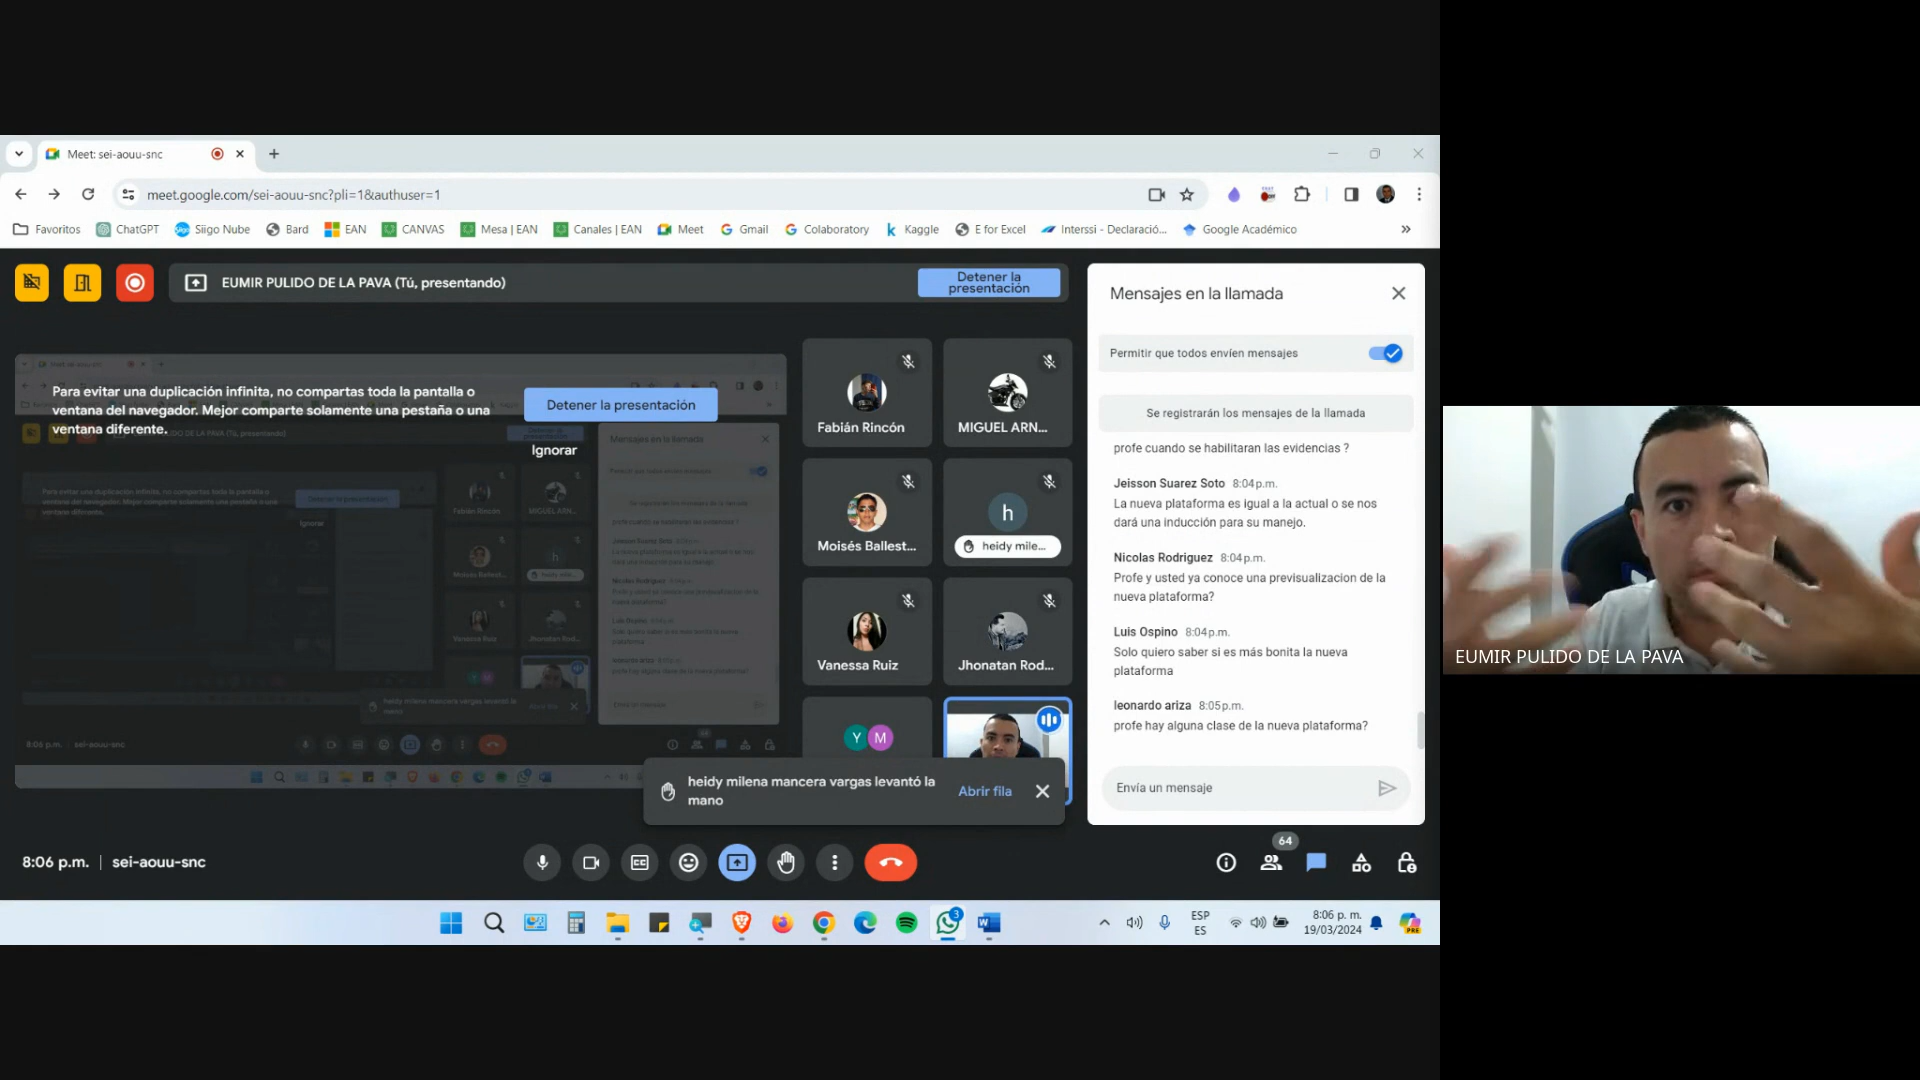 Meet: sei-aouu-snc
meet.google.com/sei-aouu-snc?pli=1&authuser=1
Favoritos ChatGPT Siigo Nube Bard EAN CANVAS Mesa | EAN Canales | EAN Meet Gmail Colaboratory Kaggle E for Excel Interssi - Declaració... Google Académico
EUMIR PULIDO DE LA PAVA (Tú, presentando)
Detener la
presentación
Para evitar una duplicación infinita, no compartas toda la pantalla o
ventana del navegador. Mejor comparte solamente una pestaña o una
ventana diferente.
Detener la presentación
Ignorar
Fabián Rincón
MIGUEL ARN...
Moisés Ballest...
h
heidy mile...
Vanessa Ruiz
Jhonatan Rod...
Y M
heidy milena mancera vargas levantó la
mano
Abrir fila
Mensajes en la llamada
Permitir que todos envíen mensajes
Se registrarán los mensajes de la llamada
profe cuando se habilitaran las evidencias ?
Jeisson Suarez Soto 8:04 p.m.
La nueva plataforma es igual a la actual o se nos
dará una inducción para su manejo.
Nicolas Rodriguez 8:04 p.m.
Profe y usted ya conoce una previsualizacion de la
nueva plataforma?
Luis Ospino 8:04 p.m.
Solo quiero saber si es más bonita la nueva
plataforma
leonardo ariza 8:05 p.m.
profe hay alguna clase de la nueva plataforma?
Envía un mensaje
8:06 p.m. | sei-aouu-snc
64
3
ESP
ES
8:06 p. m.
19/03/2024
PRE
EUMIR PULIDO DE LA PAVA